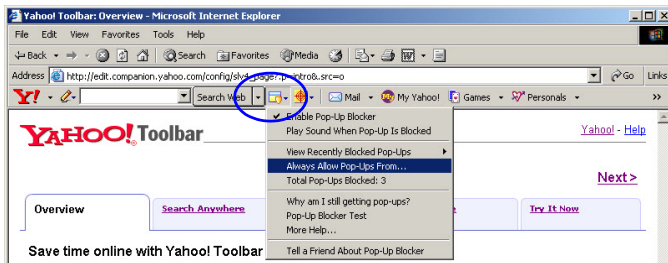 Yahoo! Toolbar: Overview - Microsoft Internet Explorer
File Edit View Favorites Tools Help
Back Search Favorites Media
Address http://edit.companion.yahoo.com/config/slv4_page?.p=intro&.src=o Go Links
Y! Search Web Mail My Yahoo! Games Personals »
Enable Pop-Up Blocker
Play Sound When Pop-Up Is Blocked
View Recently Blocked Pop-Ups
Always Allow Pop-Ups From...
Total Pop-Ups Blocked: 3
Why am I still getting pop-ups?
Pop-Up Blocker Test
More Help...
Tell a Friend About Pop-Up Blocker
YAHOO! Toolbar
Yahoo! - Help
Next >
Overview Search Anywhere Try It Now
Save time online with Yahoo! Toolbar